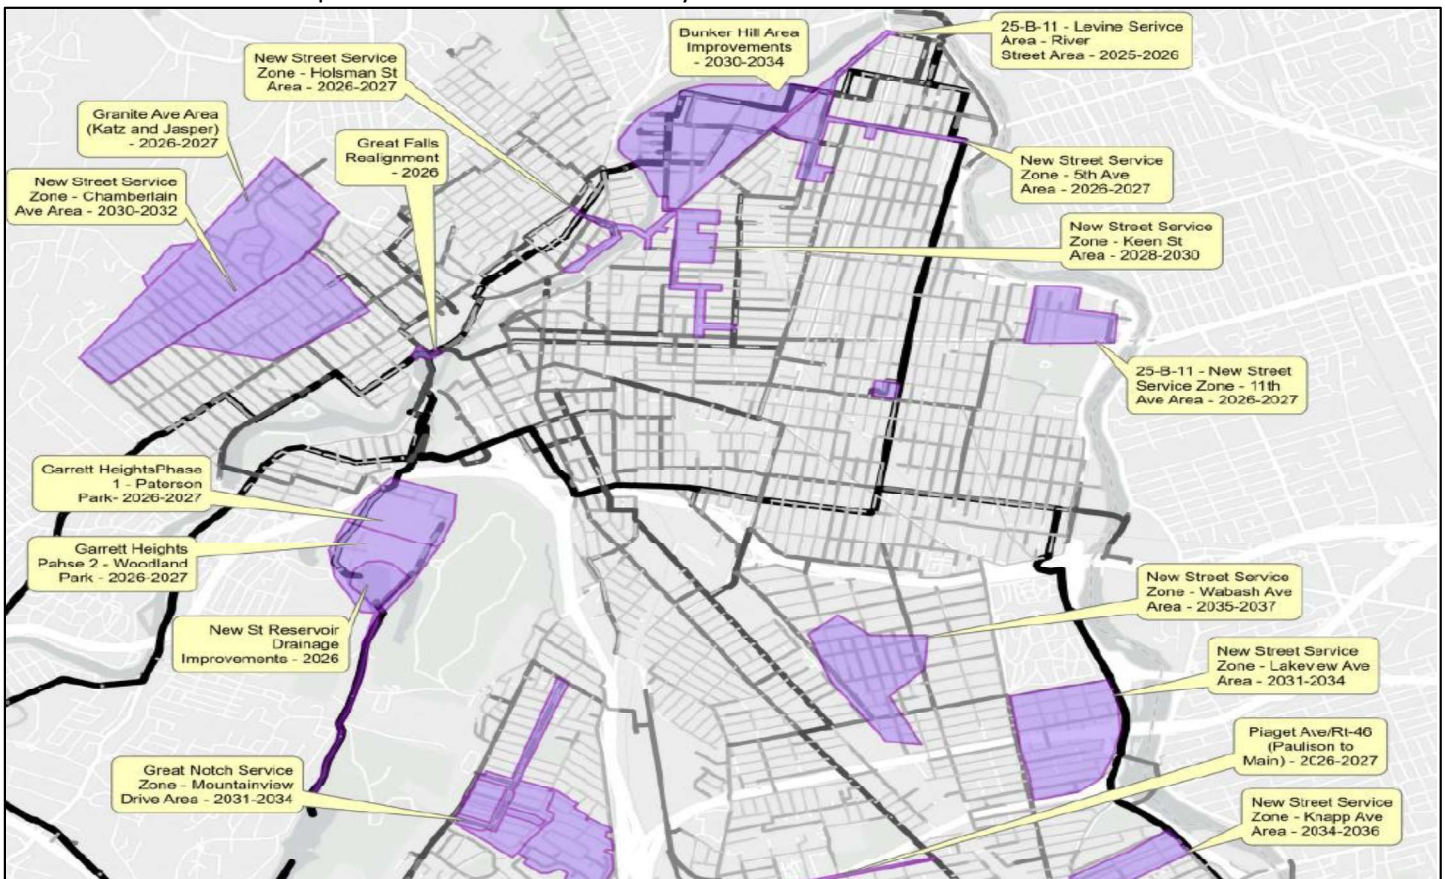 Bunker Hill Area
Improvements
- 2030-2034
25-B-11 - Levine Serivce
Area - River
Street Area - 2025-2026
New Street Service
Zone - Holsman St
Area - 2026-2027
Granite Ave Area
(Katz and Jasper)
- 2026-2027
Great Falls
Realignment
- 2026
New Street Service
Zone - 5th Ave
Area - 2026-2027
New Street Service
Zone - Chamberlain
Ave Area - 2030-2032
New Street Service
Zone - Keen St
Area - 2028-2030
25-B-11 - New Street
Service Zone - 11th
Ave Area - 2026-2027
Garrett HeightsPhase
1 - Paterson
Park- 2026-2027
Garrett Heights
Pahse 2 - Woodland
Park - 2026-2027
New Street Service
Zone - Wabash Ave
Area - 2035-2037
New St Reservoir
Drainage
Improvements - 2026
New Street Service
Zone - Lakeview Ave
Area - 2031-2034
Piaget Ave/Rt-46
(Paulison to
Main) - 2026-2027
Great Notch Service
Zone - Mountainview
Drive Area - 2031-2034
New Street Service
Zone - Knapp Ave
Area - 2034-2036